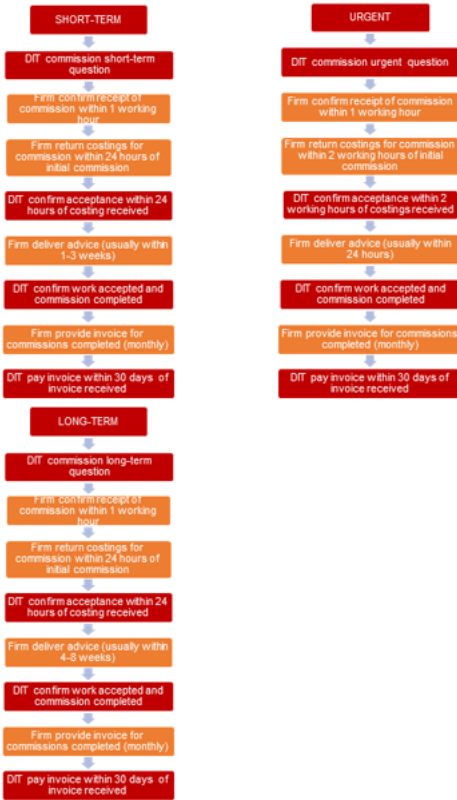 SHORT-TERM
DIT commission short-term
question
Firm confirm receipt of
commission within 1 working
hour
Firm return costings for
commission within 24 hours of
initial commission
DIT confirm acceptance within 24
hours of costing received
Firm deliver advice (usually within
1-3 weeks)
DIT confirm work accepted and
commission completed
Firm provide invoice for
commissions completed (monthly)
DIT pay invoice within 30 days of
invoice received
URGENT
DIT commission urgent question
Firm confirm receipt of commission
within 1 working hour
Firm return costings for commission
within 2 working hours of initial
commission
DIT confirm acceptance within 2
working hours of costings received
Firm deliver advice (usually within
24 hours)
DIT confirm work accepted and
commission completed
Firm provide invoice for commissions
completed (monthly)
DIT pay invoice within 30 days of
invoice received
LONG-TERM
DIT commission long-term
question
Firm confirm receipt of
commission within 1 working
hour
Firm return costings for
commission within 24 hours of
initial commission
DIT confirm acceptance within 24
hours of costing received
Firm deliver advice (usually within
4-8 weeks)
DIT confirm work accepted and
commission completed
Firm provide invoice for
commissions completed (monthly)
DIT pay invoice within 30 days of
invoice received